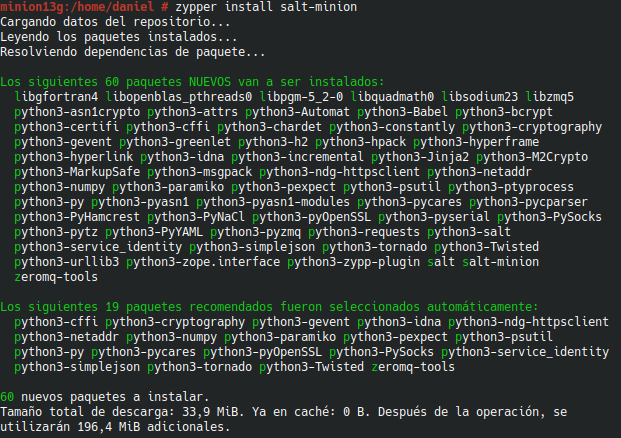 minion13g:/home/daniel # zypper install salt-minion
Cargando datos del repositorio...
Leyendo los paquetes instalados...
Resolviendo dependencias de paquete...
Los siguientes 60 paquetes NUEVOS van a ser instalados:
libgfortran4 libopenblas_pthreads0 libpgm-5_2-0 libquadmath0 libsodium23 libzmq5
python3-asn1crypto python3-attrs python3-Automat python3-Babel python3-bcrypt
python3-certifi python3-cffi python3-chardet python3-constantly python3-cryptography
python3-gevent python3-greenlet python3-h2 python3-hpack python3-hyperframe
python3-hyperlink python3-idna python3-incremental python3-Jinja2 python3-M2Crypto
python3-MarkupSafe python3-msgpack python3-ndg-httpsclient python3-netaddr
python3-numpy python3-paramiko python3-pexpect python3-psutil python3-ptyprocess
python3-py python3-pyasn1 python3-pyasn1-modules python3-pycares python3-pycparser
python3-PyHamcrest python3-PyNaCl python3-pyOpenSSL python3-pyserial python3-PySocks
python3-pytz python3-PyYAML python3-pyzmq python3-requests python3-salt
python3-service_identity python3-simplejson python3-tornado python3-Twisted
python3-urllib3 python3-zope.interface python3-zypp-plugin salt salt-minion
zeromq-tools
Los siguientes 19 paquetes recomendados fueron seleccionados automáticamente:
python3-cffi python3-cryptography python3-gevent python3-idna python3-ndg-httpsclient
python3-netaddr python3-numpy python3-paramiko python3-pexpect python3-psutil
python3-py python3-pycares python3-pyOpenSSL python3-PySocks python3-service_identity
python3-simplejson python3-tornado python3-Twisted zeromq-tools
60 nuevos paquetes a instalar.
Tamaño total de descarga: 33,9 MiB. Ya en caché: 0 B. Después de la operación, se
utilizarán 196,4 MiB adicionales.